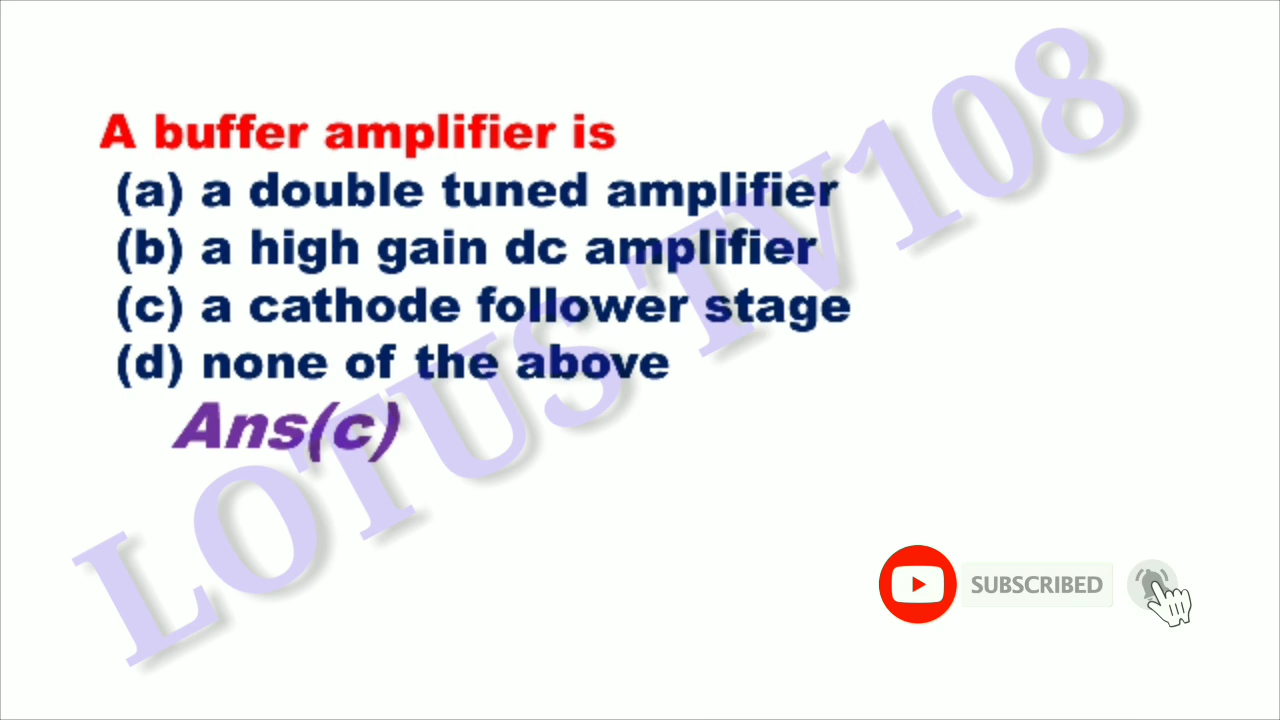 A buffer amplifier is
(a) a double tuned amplifier
(b) a high gain dc amplifier
(c) a cathode follower stage
(d) none of the above
Ans(c)
LOTUS TV108
SUBSCRIBED